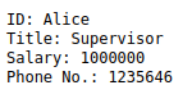 ID: Alice
Title: Supervisor
Salary: 1000000
Phone No.: 1235646